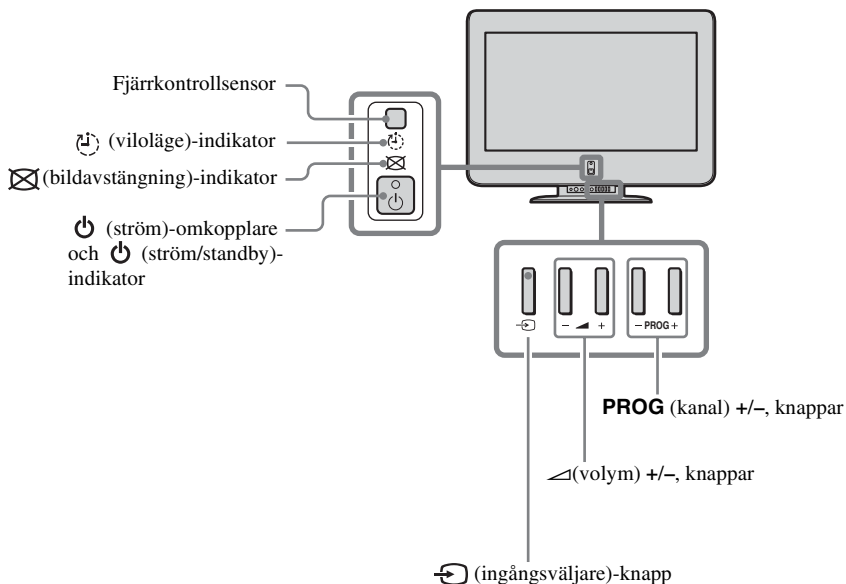 Fjärrkontrollsensor
(viloläge)-indikator
(bildavstängning)-indikator
(ström)-omkopplare
och (ström/standby)-
indikator
– +
– PROG +
PROG (kanal) +/–, knappar
(volym) +/–, knappar
(ingångsväljare)-knapp